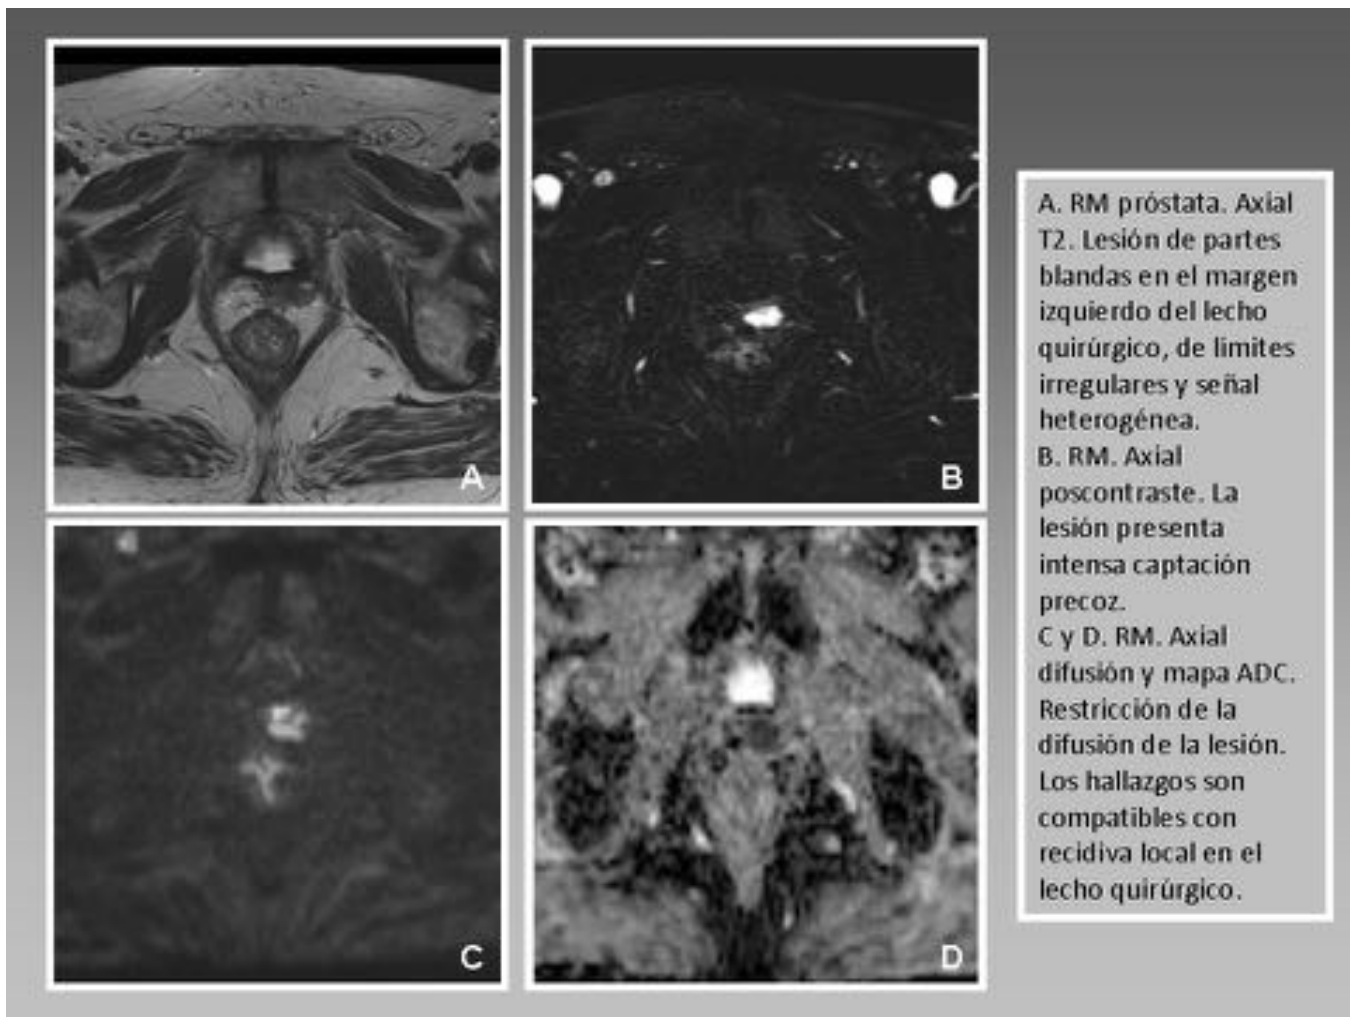 A. RM próstata. Axial
T2. Lesión de partes
blandas en el margen
izquierdo del lecho
quirúrgico, de limites
irregulares y señal
heterogénea.
B. RM. Axial
poscontraste. La
lesión presenta
intensa captación
precoz.
C y D. RM. Axial
difusión y mapa ADC.
Restricción de la
difusión de la lesión.
Los hallazgos son
compatibles con
recidiva local en el
lecho quirúrgico.
A
B
C
D